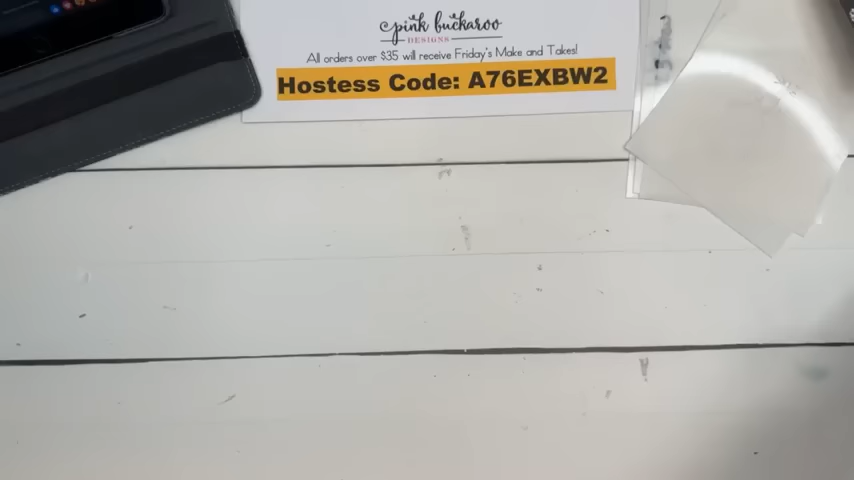 pink buckaroo
DESIGNS
All orders over $35 will receive Friday's Make and Takes!
Hostess Code: A76EXBW2